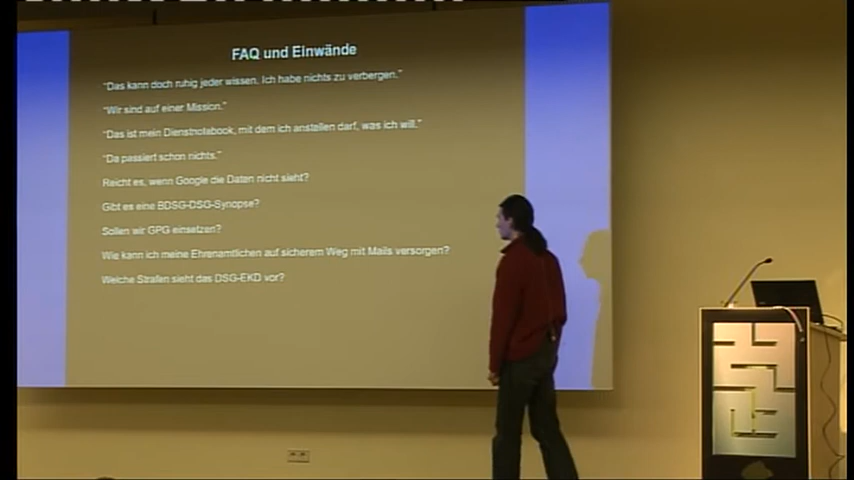 FAQ und Einwände
"Das kann doch ruhig jeder wissen. Ich habe nichts zu verbergen."
"Wir sind auf einer Mission."
"Das ist mein Dienstnotabook, mit dem ich anstellen darf, was ich will."
"Da passiert schon nichts."
Reicht es, wenn Google die Daten nicht sieht?
Gibt es eine BDSG-DSG-Synopse?
Sollen wir GPG einsetzen?
Wie kann ich meine Ehrenamtlichen auf sicherem Weg mit Mails versorgen?
Welche Strafen sieht das DSG-EKD vor?